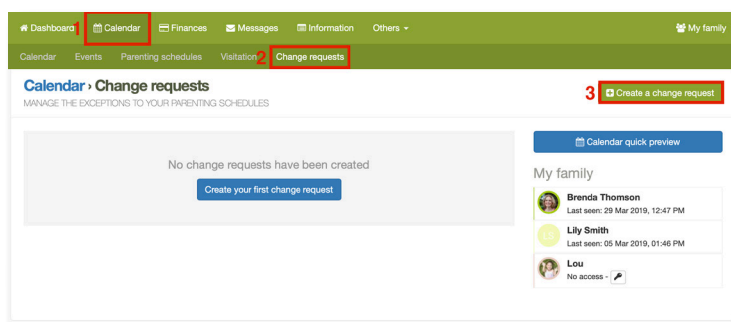 Dashboard 1 Calendar Finances Messages Information Others My family
Calendar Events Parenting schedules Visitation 2 Change requests
Calendar › Change requests
MANAGE THE EXCEPTIONS TO YOUR PARENTING SCHEDULES
3 Create a change request
No change requests have been created
Create your first change request
Calendar quick preview
My family
Brenda Thomson
Last seen: 29 Mar 2019, 12:47 PM
LS
Lily Smith
Last seen: 05 Mar 2019, 01:46 PM
Lou
No access -